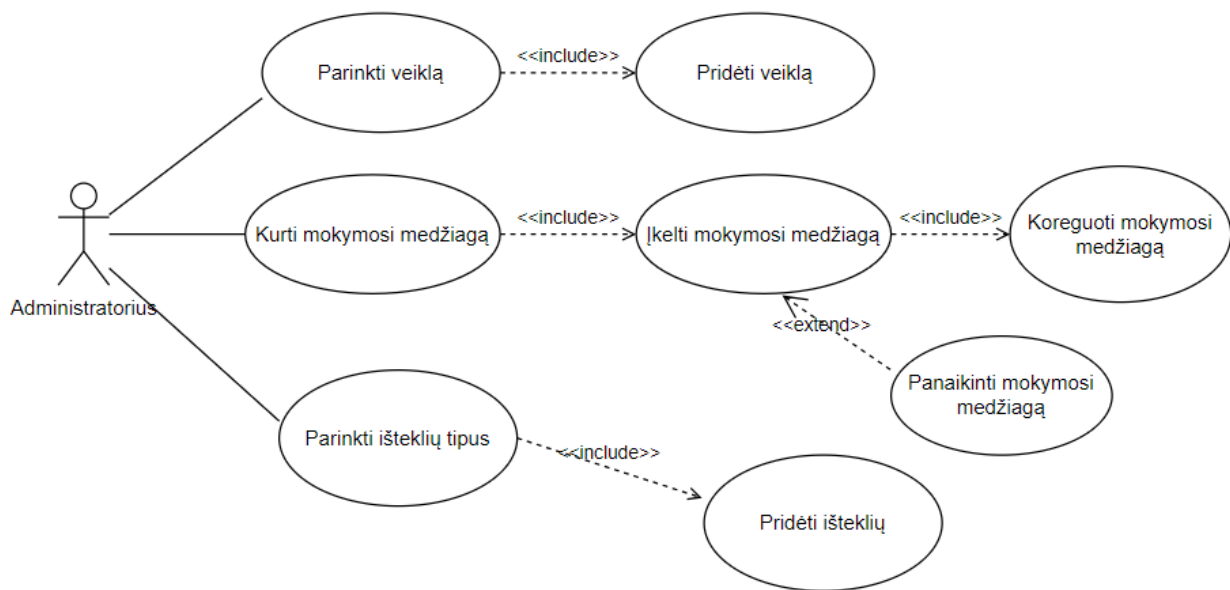 Parinkti veiklą
<<include>>
Pridėti veiklą
Administratorius
Kurti mokymosi medžiagą
<<include>>
Įkelti mokymosi medžiagą
<<include>>
Koreguoti mokymosi
medžiagą
<<extend>>
Panaikinti mokymosi
medžiagą
Parinkti išteklių tipus
<<include>>
Pridėti išteklių